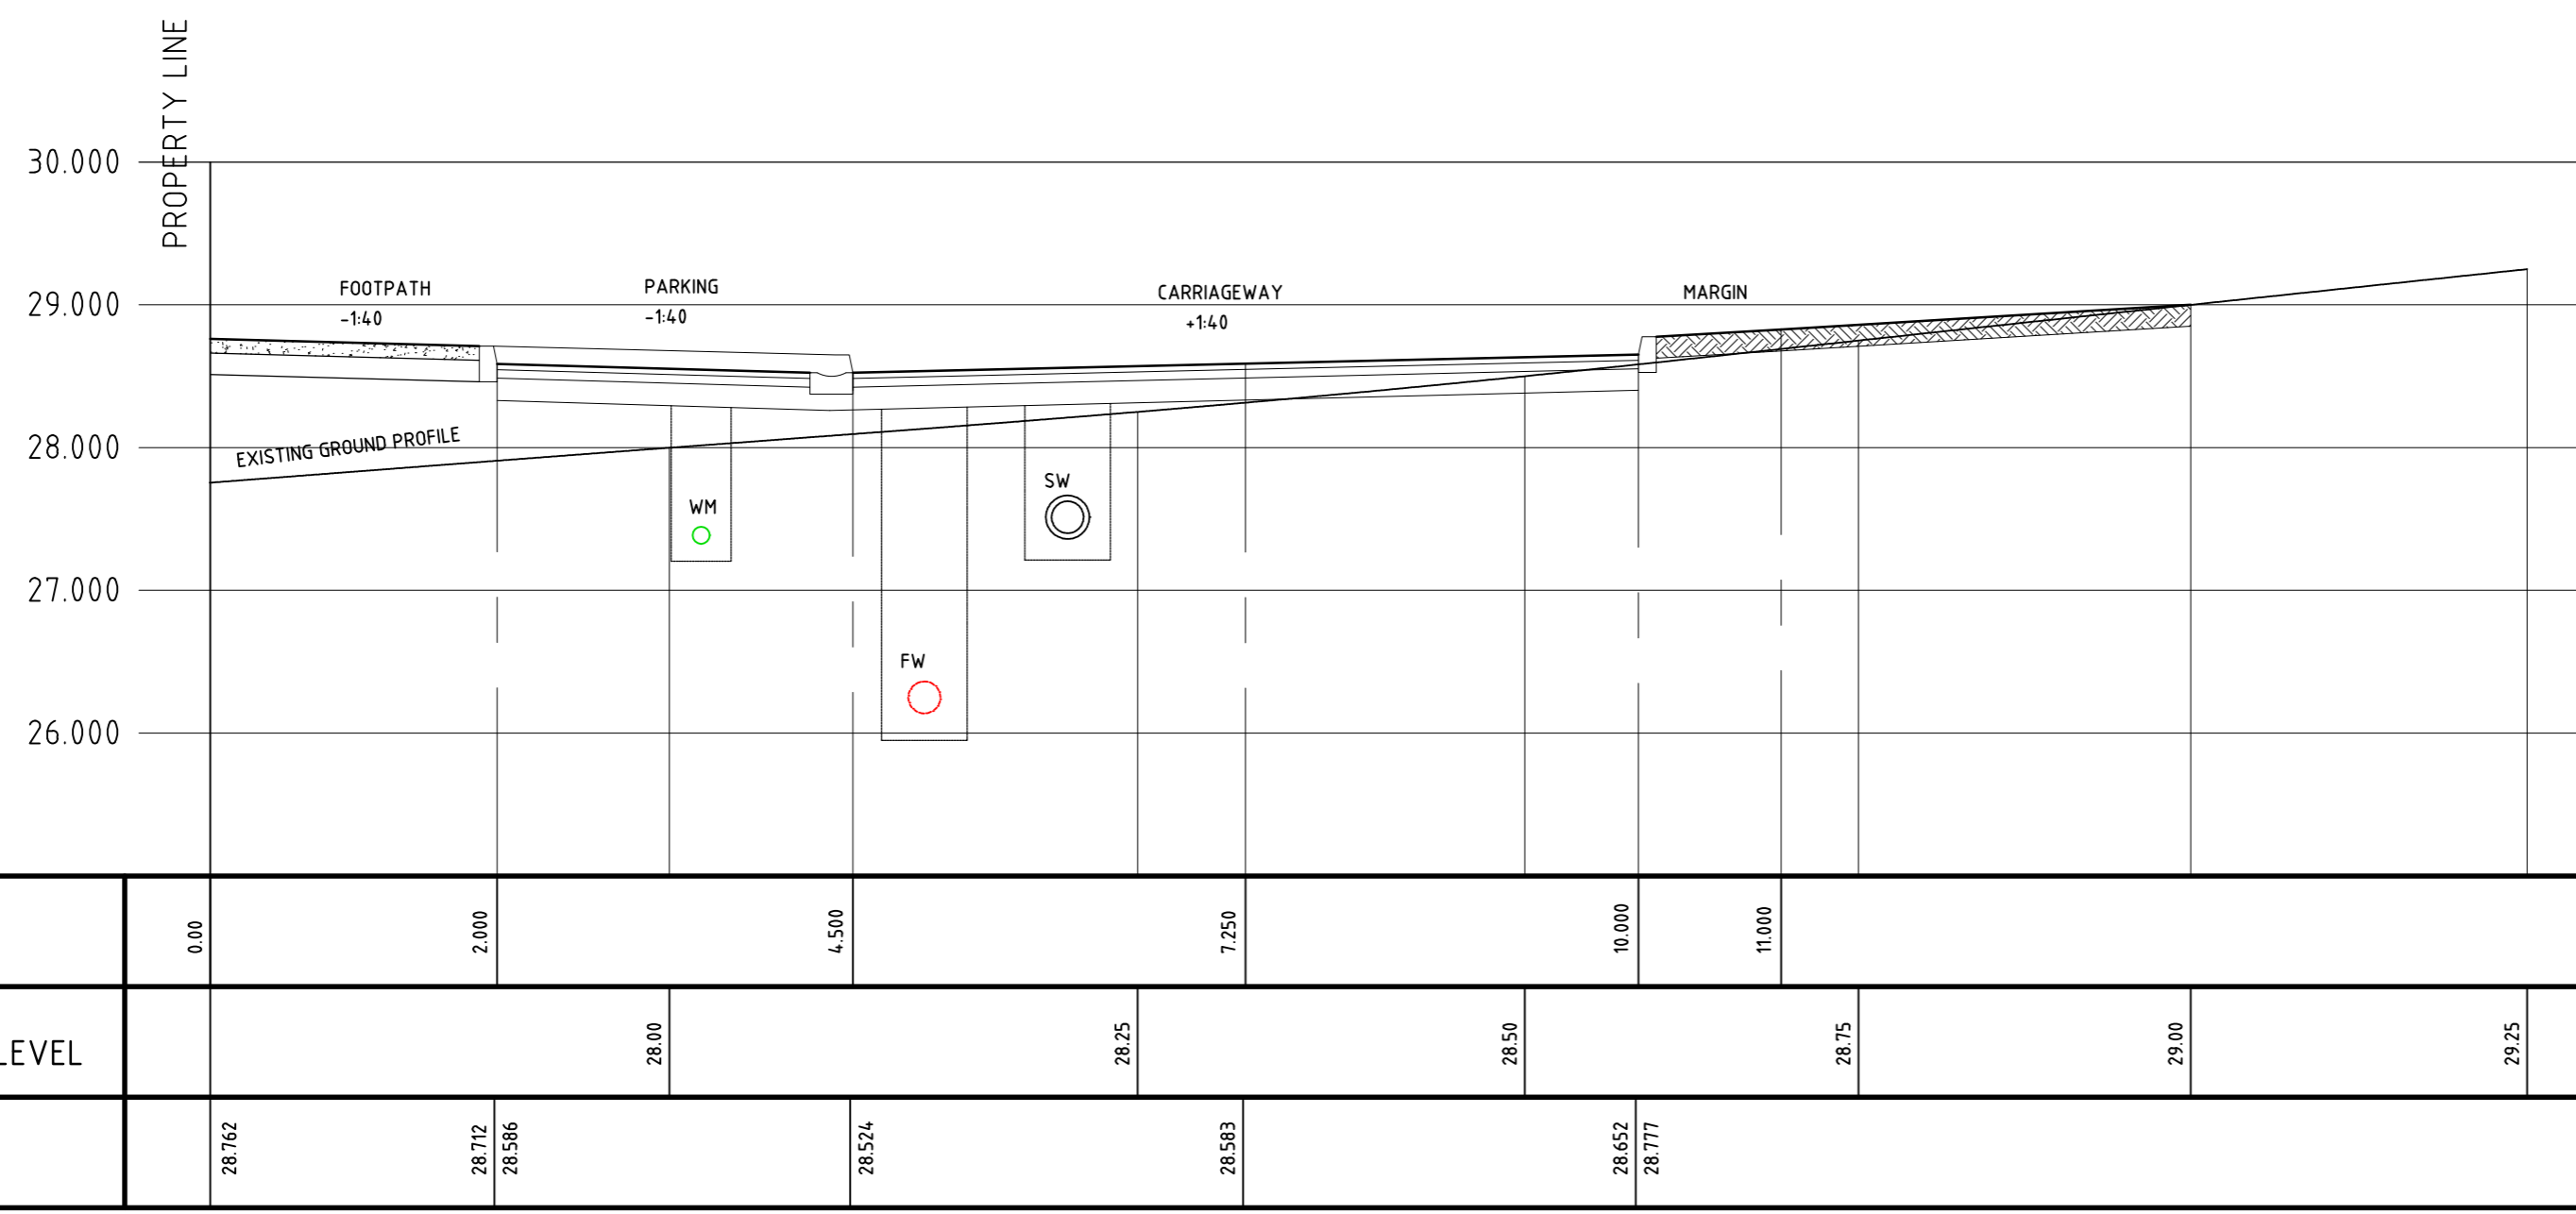 PROPERTY LINE
30.000
29.000
28.000
27.000
26.000
FOOTPATH
-1:40
PARKING
-1:40
CARRIAGEWAY
+1:40
MARGIN
EXISTING GROUND PROFILE
WM
SW
FW
0.00
2.000
4.500
7.250
10.000
11.000
LEVEL
28.00
28.25
28.50
28.75
29.00
29.25
28.762
28.712
28.586
28.524
28.583
28.652
28.777